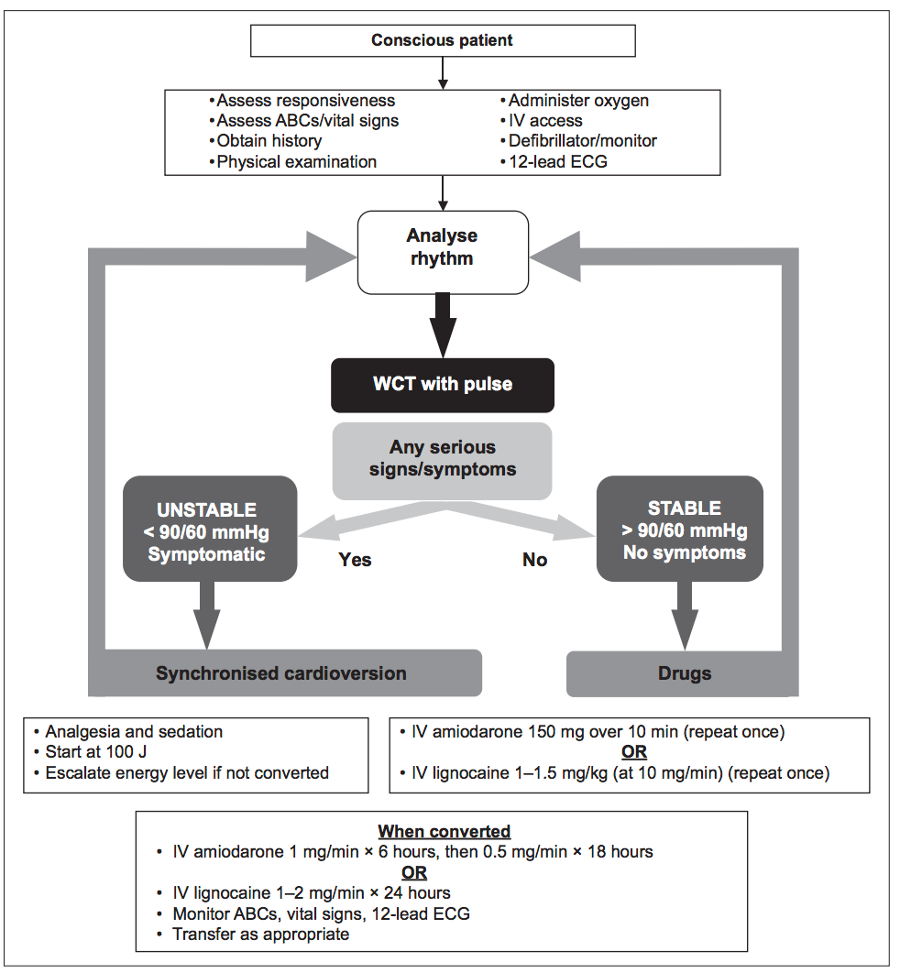 Conscious patient
• Assess responsiveness
• Assess ABCs/vital signs
• Obtain history
• Physical examination
• Administer oxygen
• IV access
• Defibrillator/monitor
• 12-lead ECG
Analyse
rhythm
WCT with pulse
Any serious
signs/symptoms
UNSTABLE
< 90/60 mmHg
Symptomatic
Yes
No
STABLE
> 90/60 mmHg
No symptoms
Synchronised cardioversion
Drugs
• Analgesia and sedation
• Start at 100 J
• Escalate energy level if not converted
• IV amiodarone 150 mg over 10 min (repeat once)
OR
• IV lignocaine 1–1.5 mg/kg (at 10 mg/min) (repeat once)
When converted
• IV amiodarone 1 mg/min × 6 hours, then 0.5 mg/min × 18 hours
OR
• IV lignocaine 1–2 mg/min × 24 hours
• Monitor ABCs, vital signs, 12-lead ECG
• Transfer as appropriate